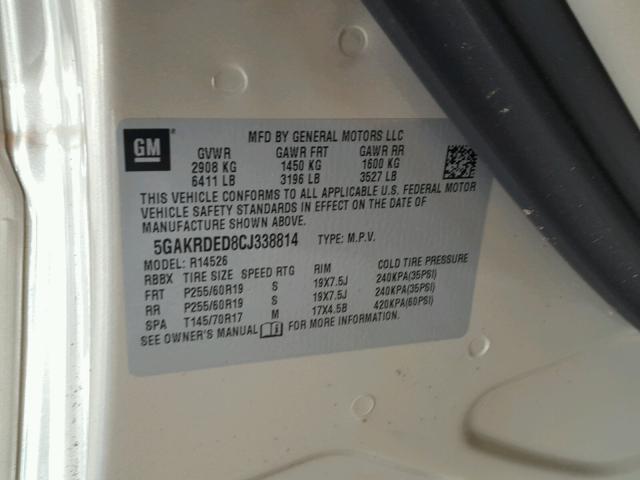 GM
MFD BY GENERAL MOTORS LLC
GVWR GAWR FRT GAWR RR
2908 KG 1450 KG 1600 KG
6411 LB 3196 LB 3527 LB
THIS VEHICLE CONFORMS TO ALL APPLICABLE U.S. FEDERAL MOTOR
VEHICLE SAFETY STANDARDS IN EFFECT ON THE DATE OF
MANUFACTURE SHOWN ABOVE.
5GAKRDED8CJ338814 TYPE: M.P.V.
MODEL: R14526
RBBX TIRE SIZE SPEED RTG RIM COLD TIRE PRESSURE
FRT P255/60R19 S 19X7.5J 240KPA(35PSI)
RR P255/60R19 S 19X7.5J 240KPA(35PSI)
SPA T145/70R17 M 17X4.5B 420KPA(60PSI)
SEE OWNER'S MANUAL FOR MORE INFORMATION.